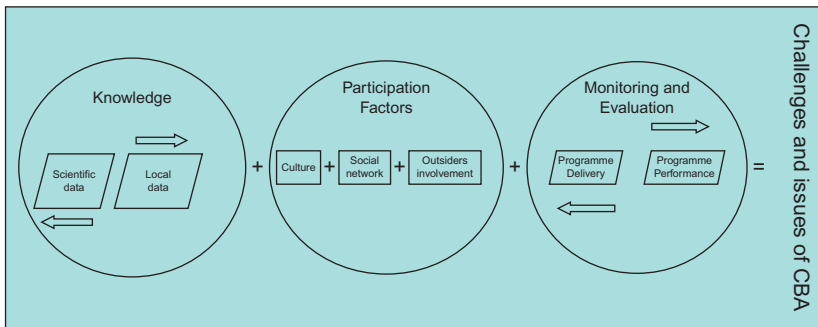 Knowledge
Scientific
data
Local
data
+
Participation
Factors
Culture
+
Social
network
+
Outsiders
involvement
+
Monitoring and
Evaluation
Programme
Delivery
Programme
Performance
=
Challenges and issues of CBA